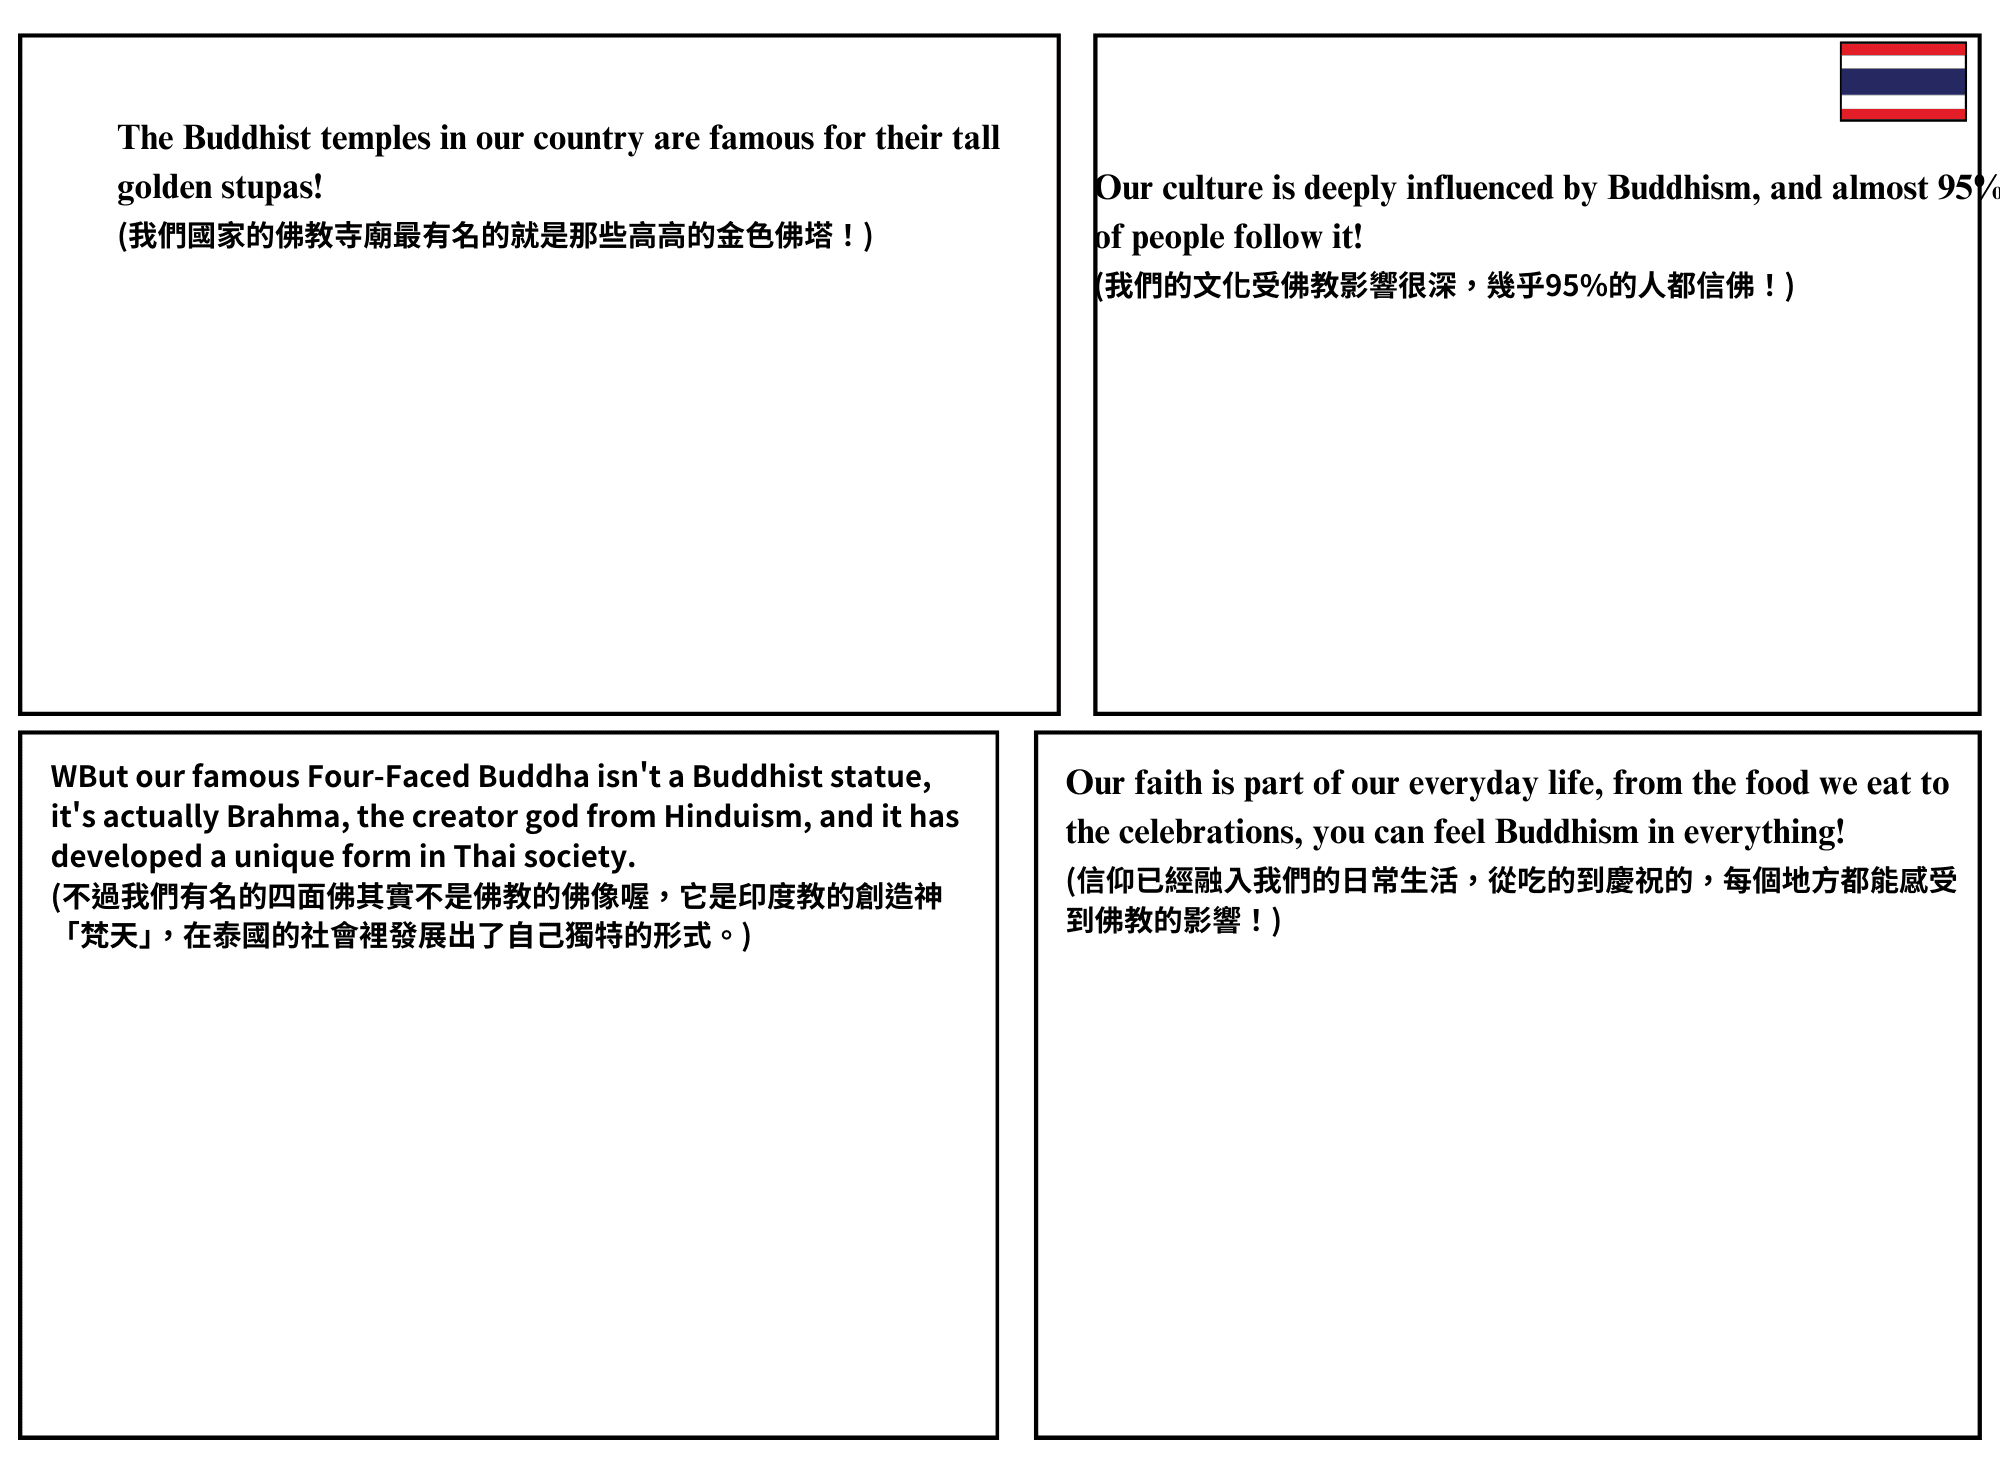 The Buddhist temples in our country are famous for their tall
golden stupas!
(我們國家的佛教寺廟最有名的就是那些高高的金色佛塔！)
Our culture is deeply influenced by Buddhism, and almost 95%
of people follow it!
(我們的文化受佛教影響很深，幾乎95%的人都信佛！)
WBut our famous Four-Faced Buddha isn't a Buddhist statue,
it's actually Brahma, the creator god from Hinduism, and it has
developed a unique form in Thai society.
(不過我們有名的四面佛其實不是佛教的佛像喔，它是印度教的創造神
「梵天」，在泰國的社會裡發展出了自己獨特的形式。)
Our faith is part of our everyday life, from the food we eat to
the celebrations, you can feel Buddhism in everything!
(信仰已經融入我們的日常生活，從吃的到慶祝的，每個地方都能感受
到佛教的影響！)